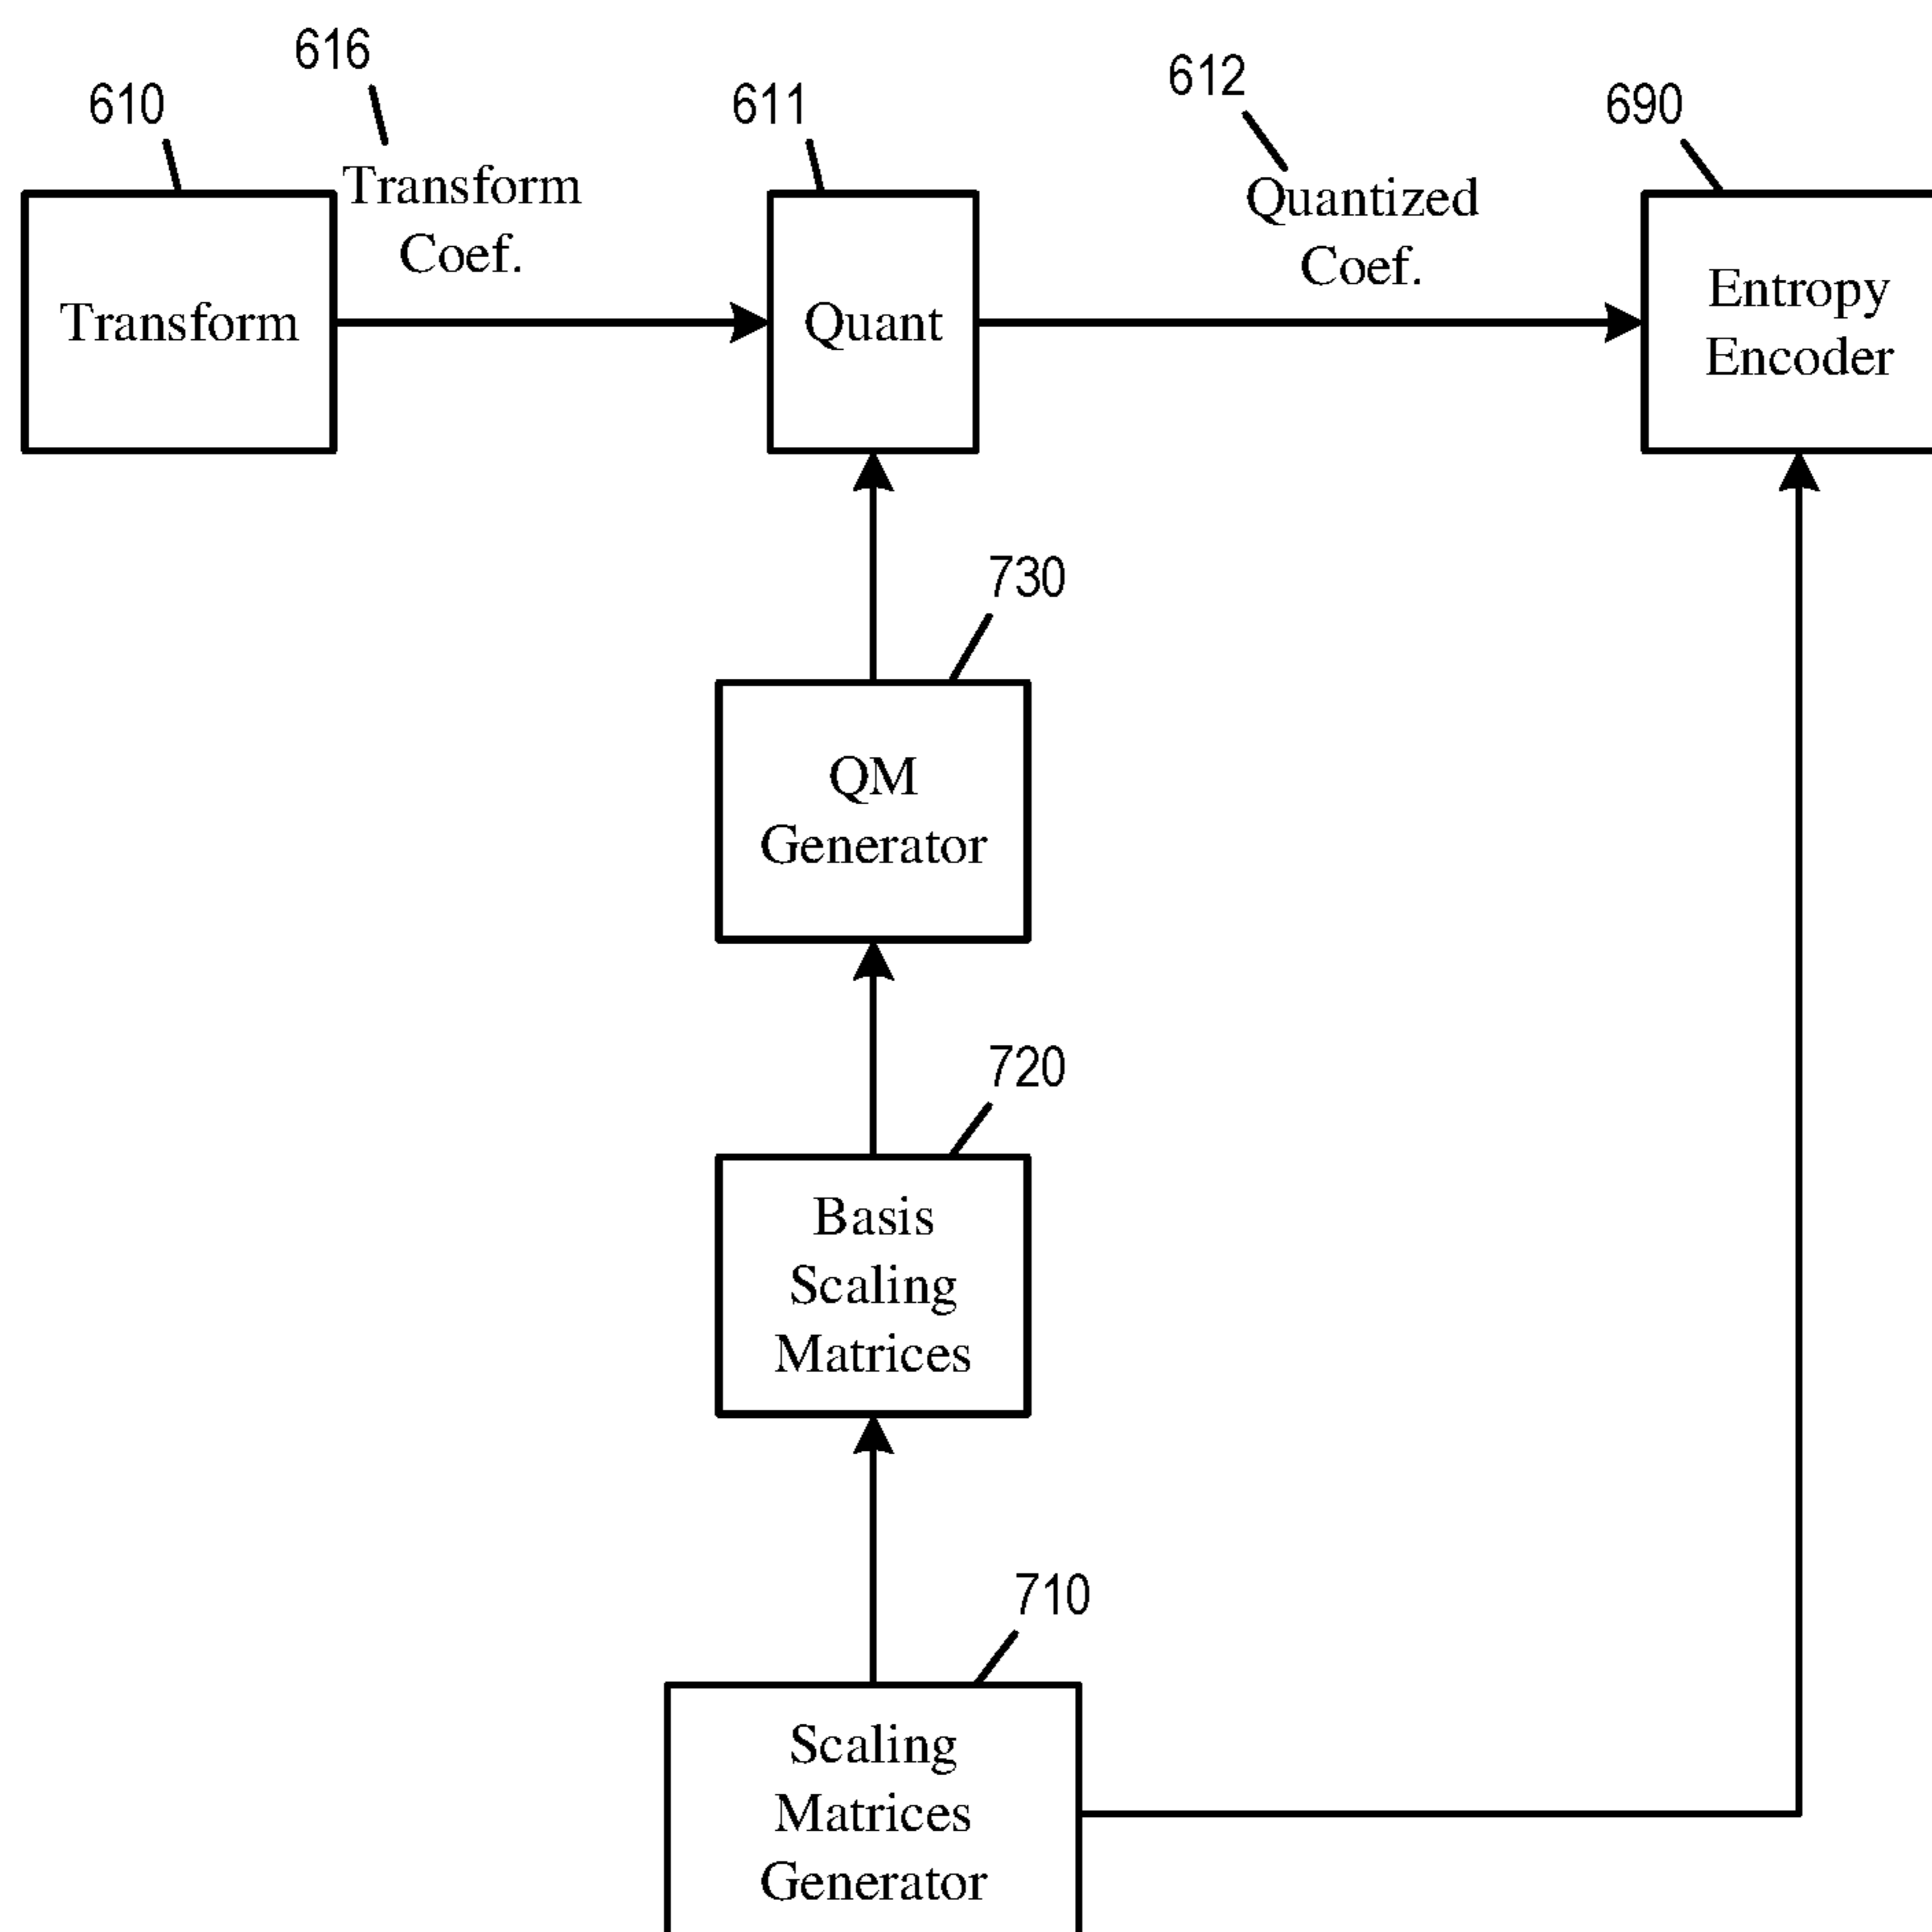 616
610
611
612
690
Transform
Coef.
Quantized
Coef.
Transform
Quant
Entropy
Encoder
730
QM
Generator
720
Basis
Scaling
Matrices
710
Scaling
Matrices
Generator